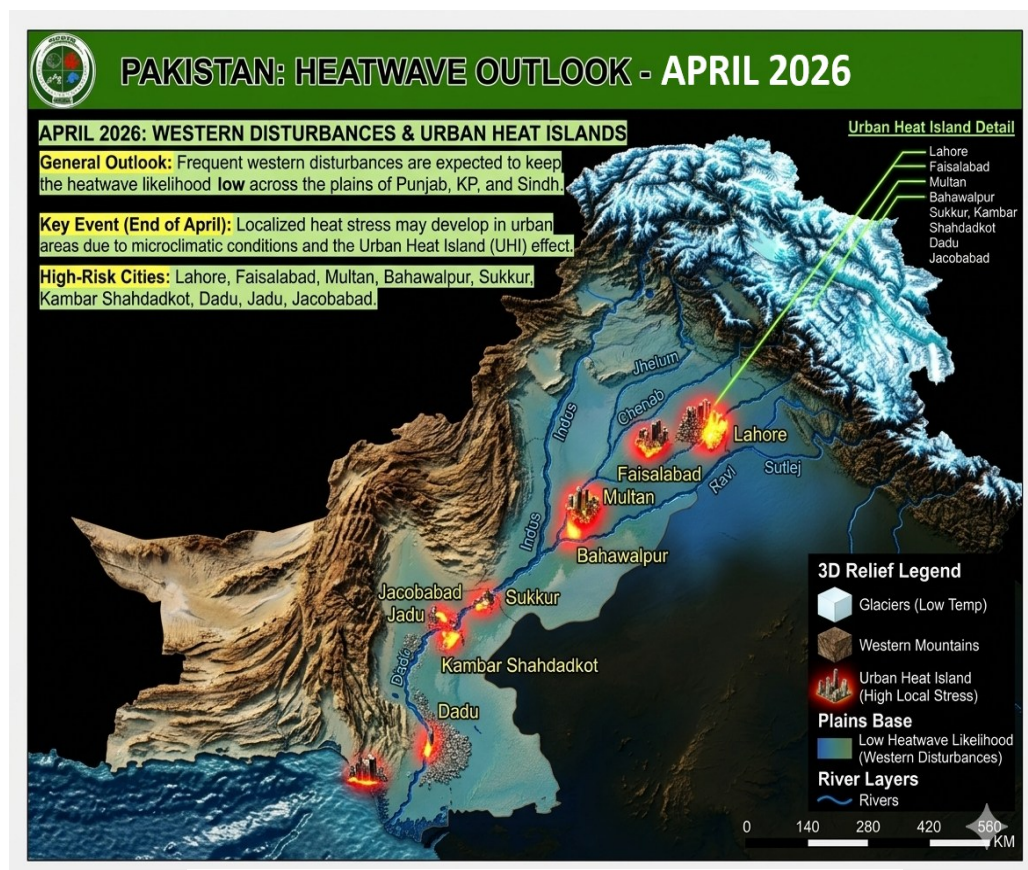 PAKISTAN: HEATWAVE OUTLOOK - APRIL 2026
APRIL 2026: WESTERN DISTURBANCES & URBAN HEAT ISLANDS
General Outlook: Frequent western disturbances are expected to keep
the heatwave likelihood low across the plains of Punjab, KP, and Sindh.
Key Event (End of April): Localized heat stress may develop in urban
areas due to microclimatic conditions and the Urban Heat Island (UHI) effect.
High-Risk Cities: Lahore, Faisalabad, Multan, Bahawalpur, Sukkur,
Kambar Shahdadkot, Dadu, Jadu, Jacobabad.
Urban Heat Island Detail
Lahore
Faisalabad
Multan
Bahawalpur
Sukkur, Kambar
Shahdadkot
Dadu
Jacobabad
Jhelum
Chenab
Indus
Lahore
Faisalabad
Sutlej
Ravi
Multan
Indus
Bahawalpur
Jacobabad
Jadu
Sukkur
Kambar Shahdadkot
Dadu
3D Relief Legend
Glaciers (Low Temp)
Western Mountains
Urban Heat Island
(High Local Stress)
Plains Base
Low Heatwave Likelihood
(Western Disturbances)
River Layers
Rivers
0 140 280 420 560
KM